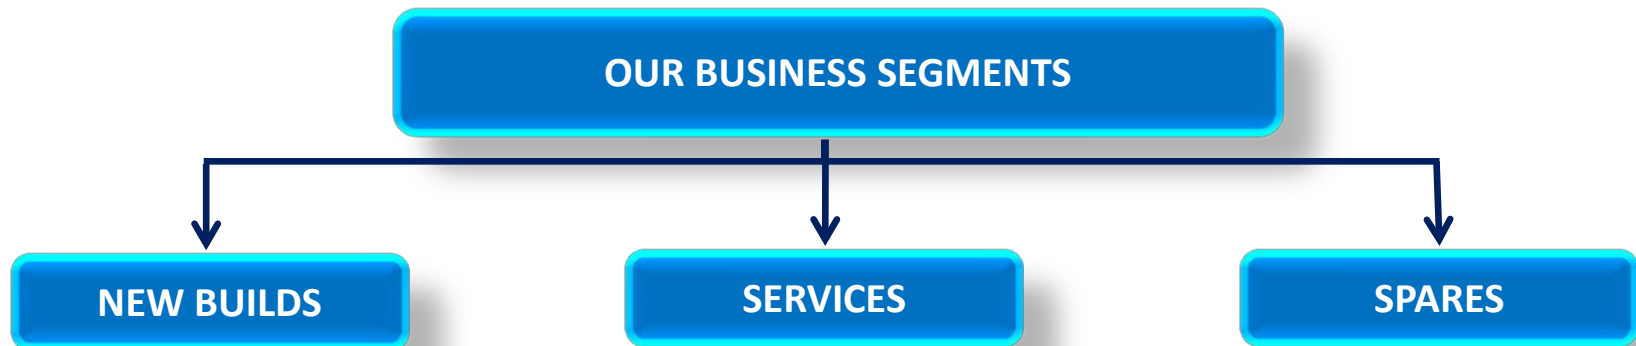 OUR BUSINESS SEGMENTS
NEW BUILDS
SERVICES
SPARES